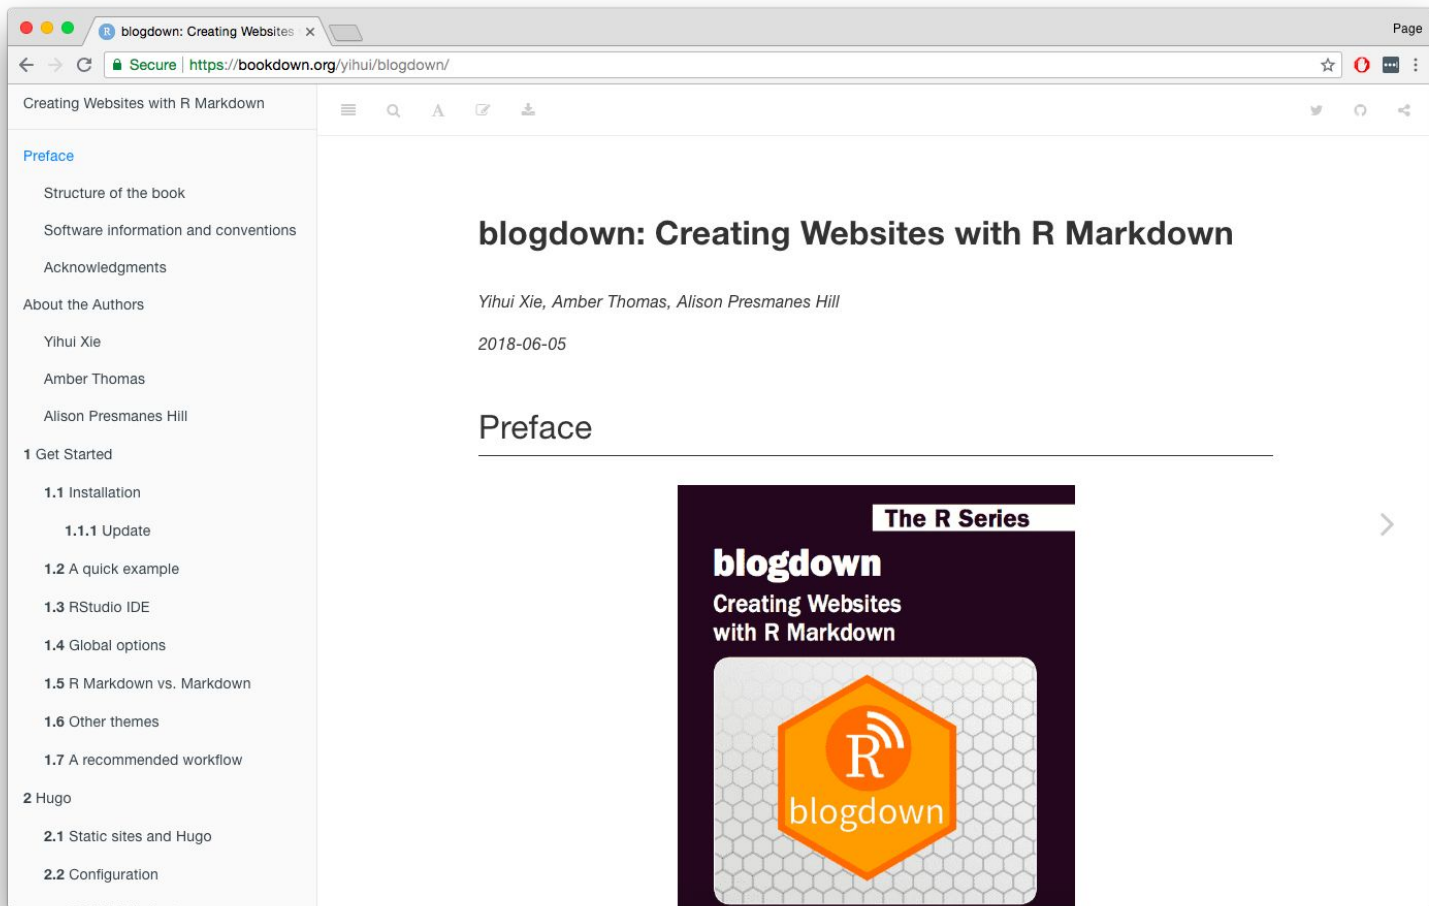 blogdown: Creating Websites
Page
Secure | https://bookdown.org/yihui/blogdown/
Creating Websites with R Markdown
Preface
Structure of the book
Software information and conventions
Acknowledgments
About the Authors
Yihui Xie
Amber Thomas
Alison Presmanes Hill
1 Get Started
1.1 Installation
1.1.1 Update
1.2 A quick example
1.3 RStudio IDE
1.4 Global options
1.5 R Markdown vs. Markdown
1.6 Other themes
1.7 A recommended workflow
2 Hugo
2.1 Static sites and Hugo
2.2 Configuration
A
blogdown: Creating Websites with R Markdown
Yihui Xie, Amber Thomas, Alison Presmanes Hill
2018-06-05
Preface
The R Series
blogdown
Creating Websites
with R Markdown
R
blogdown